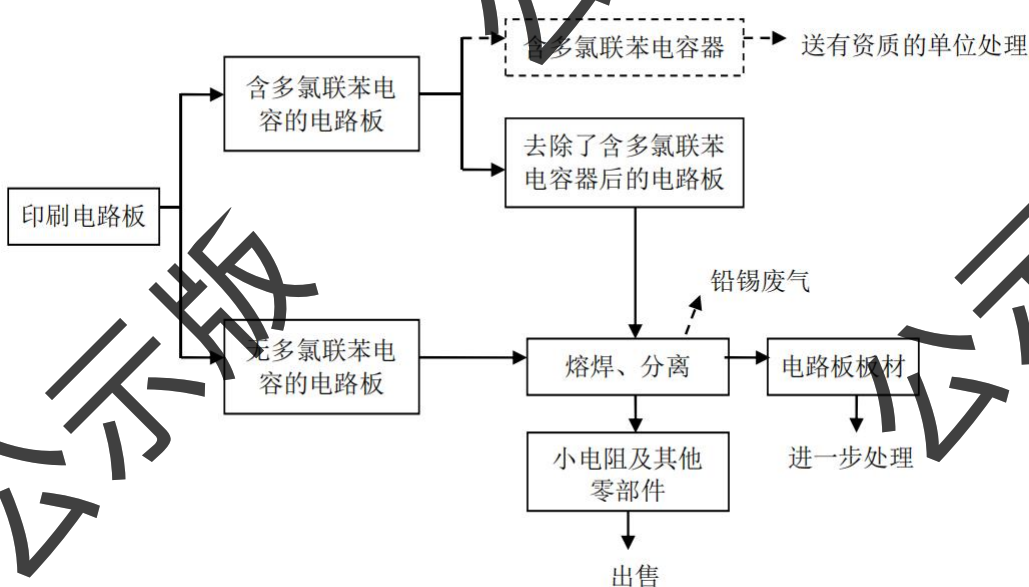 含多氯联苯电容器
送有资质的单位处理
含多氯联苯电
容的电路板
去除了含多氯联苯
电容器后的电路板
印刷电路板
铅锡废气
无多氯联苯电
容的电路板
熔焊、分离
电路板板材
小电阻及其他
零部件
进一步处理
出售
公示版
公示